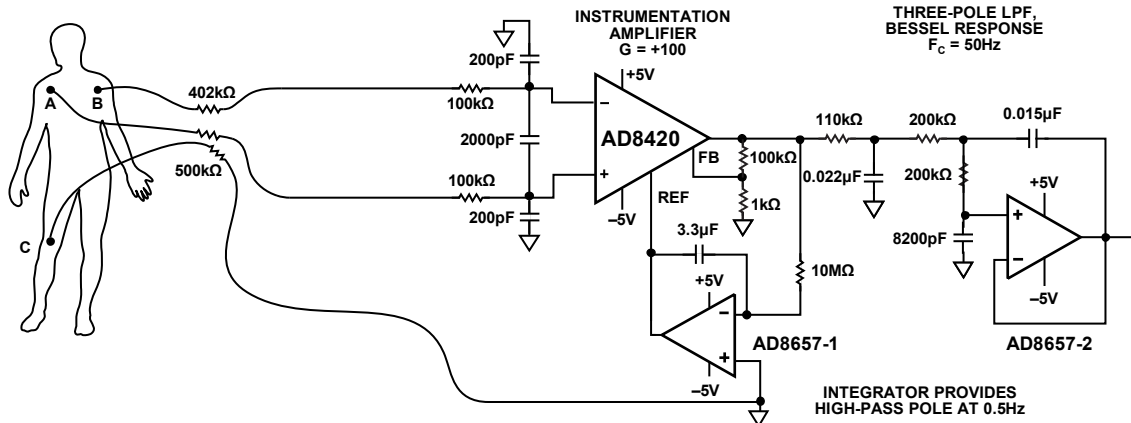 INSTRUMENTATION
AMPLIFIER
G = +100
THREE-POLE LPF,
BESSEL RESPONSE
FC = 50Hz
200pF
+5V
A
B
402kΩ
100kΩ
–
2000pF
AD8420
110kΩ
200kΩ
0.015µF
500kΩ
100kΩ
+
FB
100kΩ
0.022µF
200kΩ
+5V
200pF
–5V
REF
1kΩ
+
C
3.3µF
8200pF
–
10MΩ
–5V
+5V
–
+
AD8657-1
AD8657-2
–5V
INTEGRATOR PROVIDES
HIGH-PASS POLE AT 0.5Hz